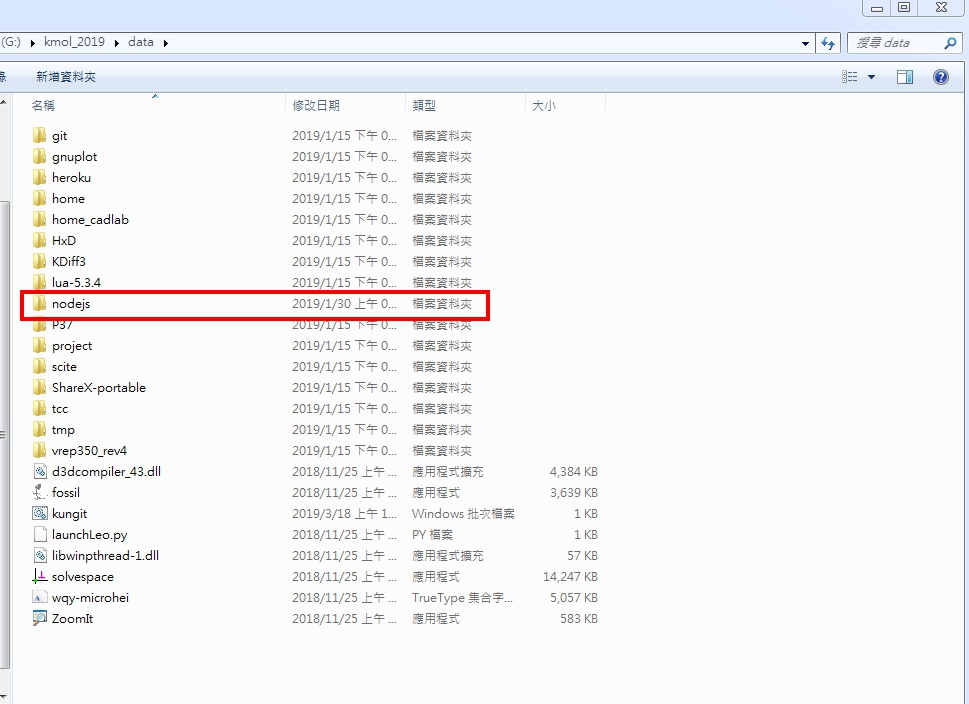 (G:) ▸ kmol_2019 ▸ data ▸ 搜尋 data
新增資料夾
名稱 修改日期 類型 大小
git 2019/1/15 下午 0... 檔案資料夾
gnuplot 2019/1/15 下午 0... 檔案資料夾
heroku 2019/1/15 下午 0... 檔案資料夾
home 2019/1/15 下午 0... 檔案資料夾
home_cadlab 2019/1/15 下午 0... 檔案資料夾
HxD 2019/1/15 下午 0... 檔案資料夾
KDiff3 2019/1/15 下午 0... 檔案資料夾
lua-5.3.4 2019/1/15 下午 0... 檔案資料夾
nodejs 2019/1/30 上午 0... 檔案資料夾
P37 2019/1/15 下午 0... 檔案資料夾
project 2019/1/15 下午 0... 檔案資料夾
scite 2019/1/15 下午 0... 檔案資料夾
ShareX-portable 2019/1/15 下午 0... 檔案資料夾
tcc 2019/1/15 下午 0... 檔案資料夾
tmp 2019/1/15 下午 0... 檔案資料夾
vrep350_rev4 2019/1/15 下午 0... 檔案資料夾
d3dcompiler_43.dll 2018/11/25 上午 ... 應用程式擴充 4,384 KB
fossil 2018/11/25 上午 ... 應用程式 3,639 KB
kungit 2019/3/18 上午 1... Windows 批次檔案 1 KB
launchLeo.py 2018/11/25 上午 ... PY 檔案 1 KB
libwinpthread-1.dll 2018/11/25 上午 ... 應用程式擴充 57 KB
solvespace 2018/11/25 上午 ... 應用程式 14,247 KB
wqy-microhei 2018/11/25 上午 ... TrueType 集合字... 5,057 KB
ZoomIt 2018/11/25 上午 ... 應用程式 583 KB